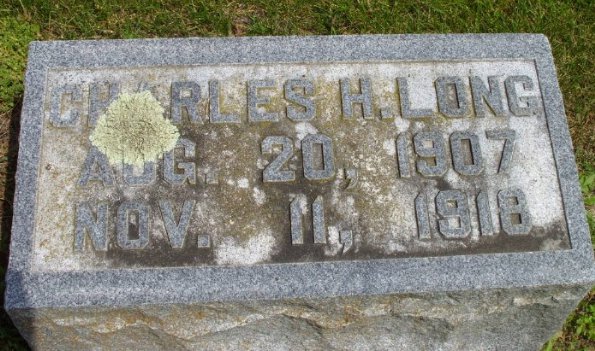 CHARLES H. LONG
AUG. 20, 1907
NOV. 11, 1918